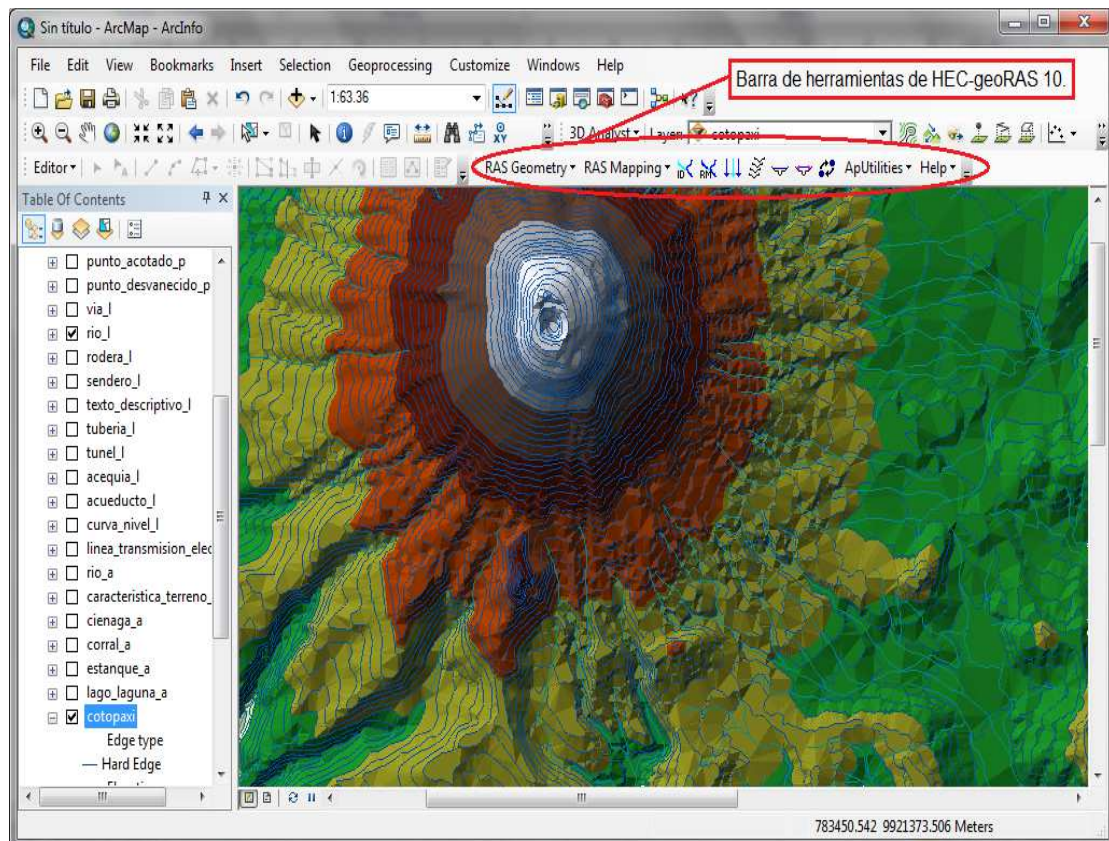 Sin título - ArcMap - ArcInfo
File Edit View Bookmarks Insert Selection Geoprocessing Customize Windows Help
Barra de herramientas de HEC-geoRAS 10.
1:63.36
3D Analyst Layer: cotopaxi
Editor
RAS Geometry RAS Mapping ID RM ApUtilities Help
Table Of Contents
punto_acotado_p
punto_desvanecido_p
via_l
rio_l
rodera_l
sendero_l
texto_descriptivo_l
tuberia_l
tunel_l
acequia_l
acueducto_l
curva_nivel_l
linea_transmision_elec
rio_a
caracteristica_terreno_
cienaga_a
corral_a
estanque_a
lago_laguna_a
cotopaxi
Edge type
Hard Edge
783450.542 9921373.506 Meters